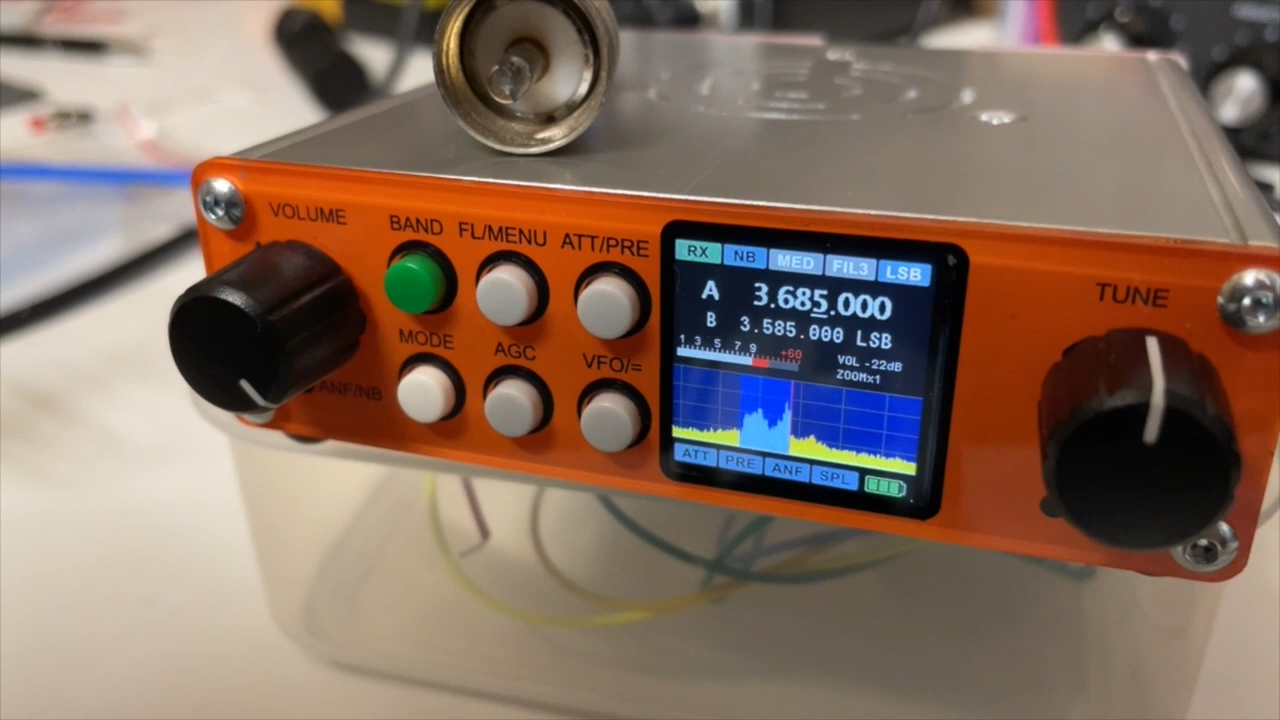 VOLUME
BAND FL/MENU ATT/PRE
MODE AGC VFO/=
ANF/NB
RX NB MED FIL3 LSB
A 3.685.000
B 3.585.000 LSB
1 3 5 7 9 +60
VOL -22dB
ZOOMx1
ATT PRE ANF SPL
TUNE